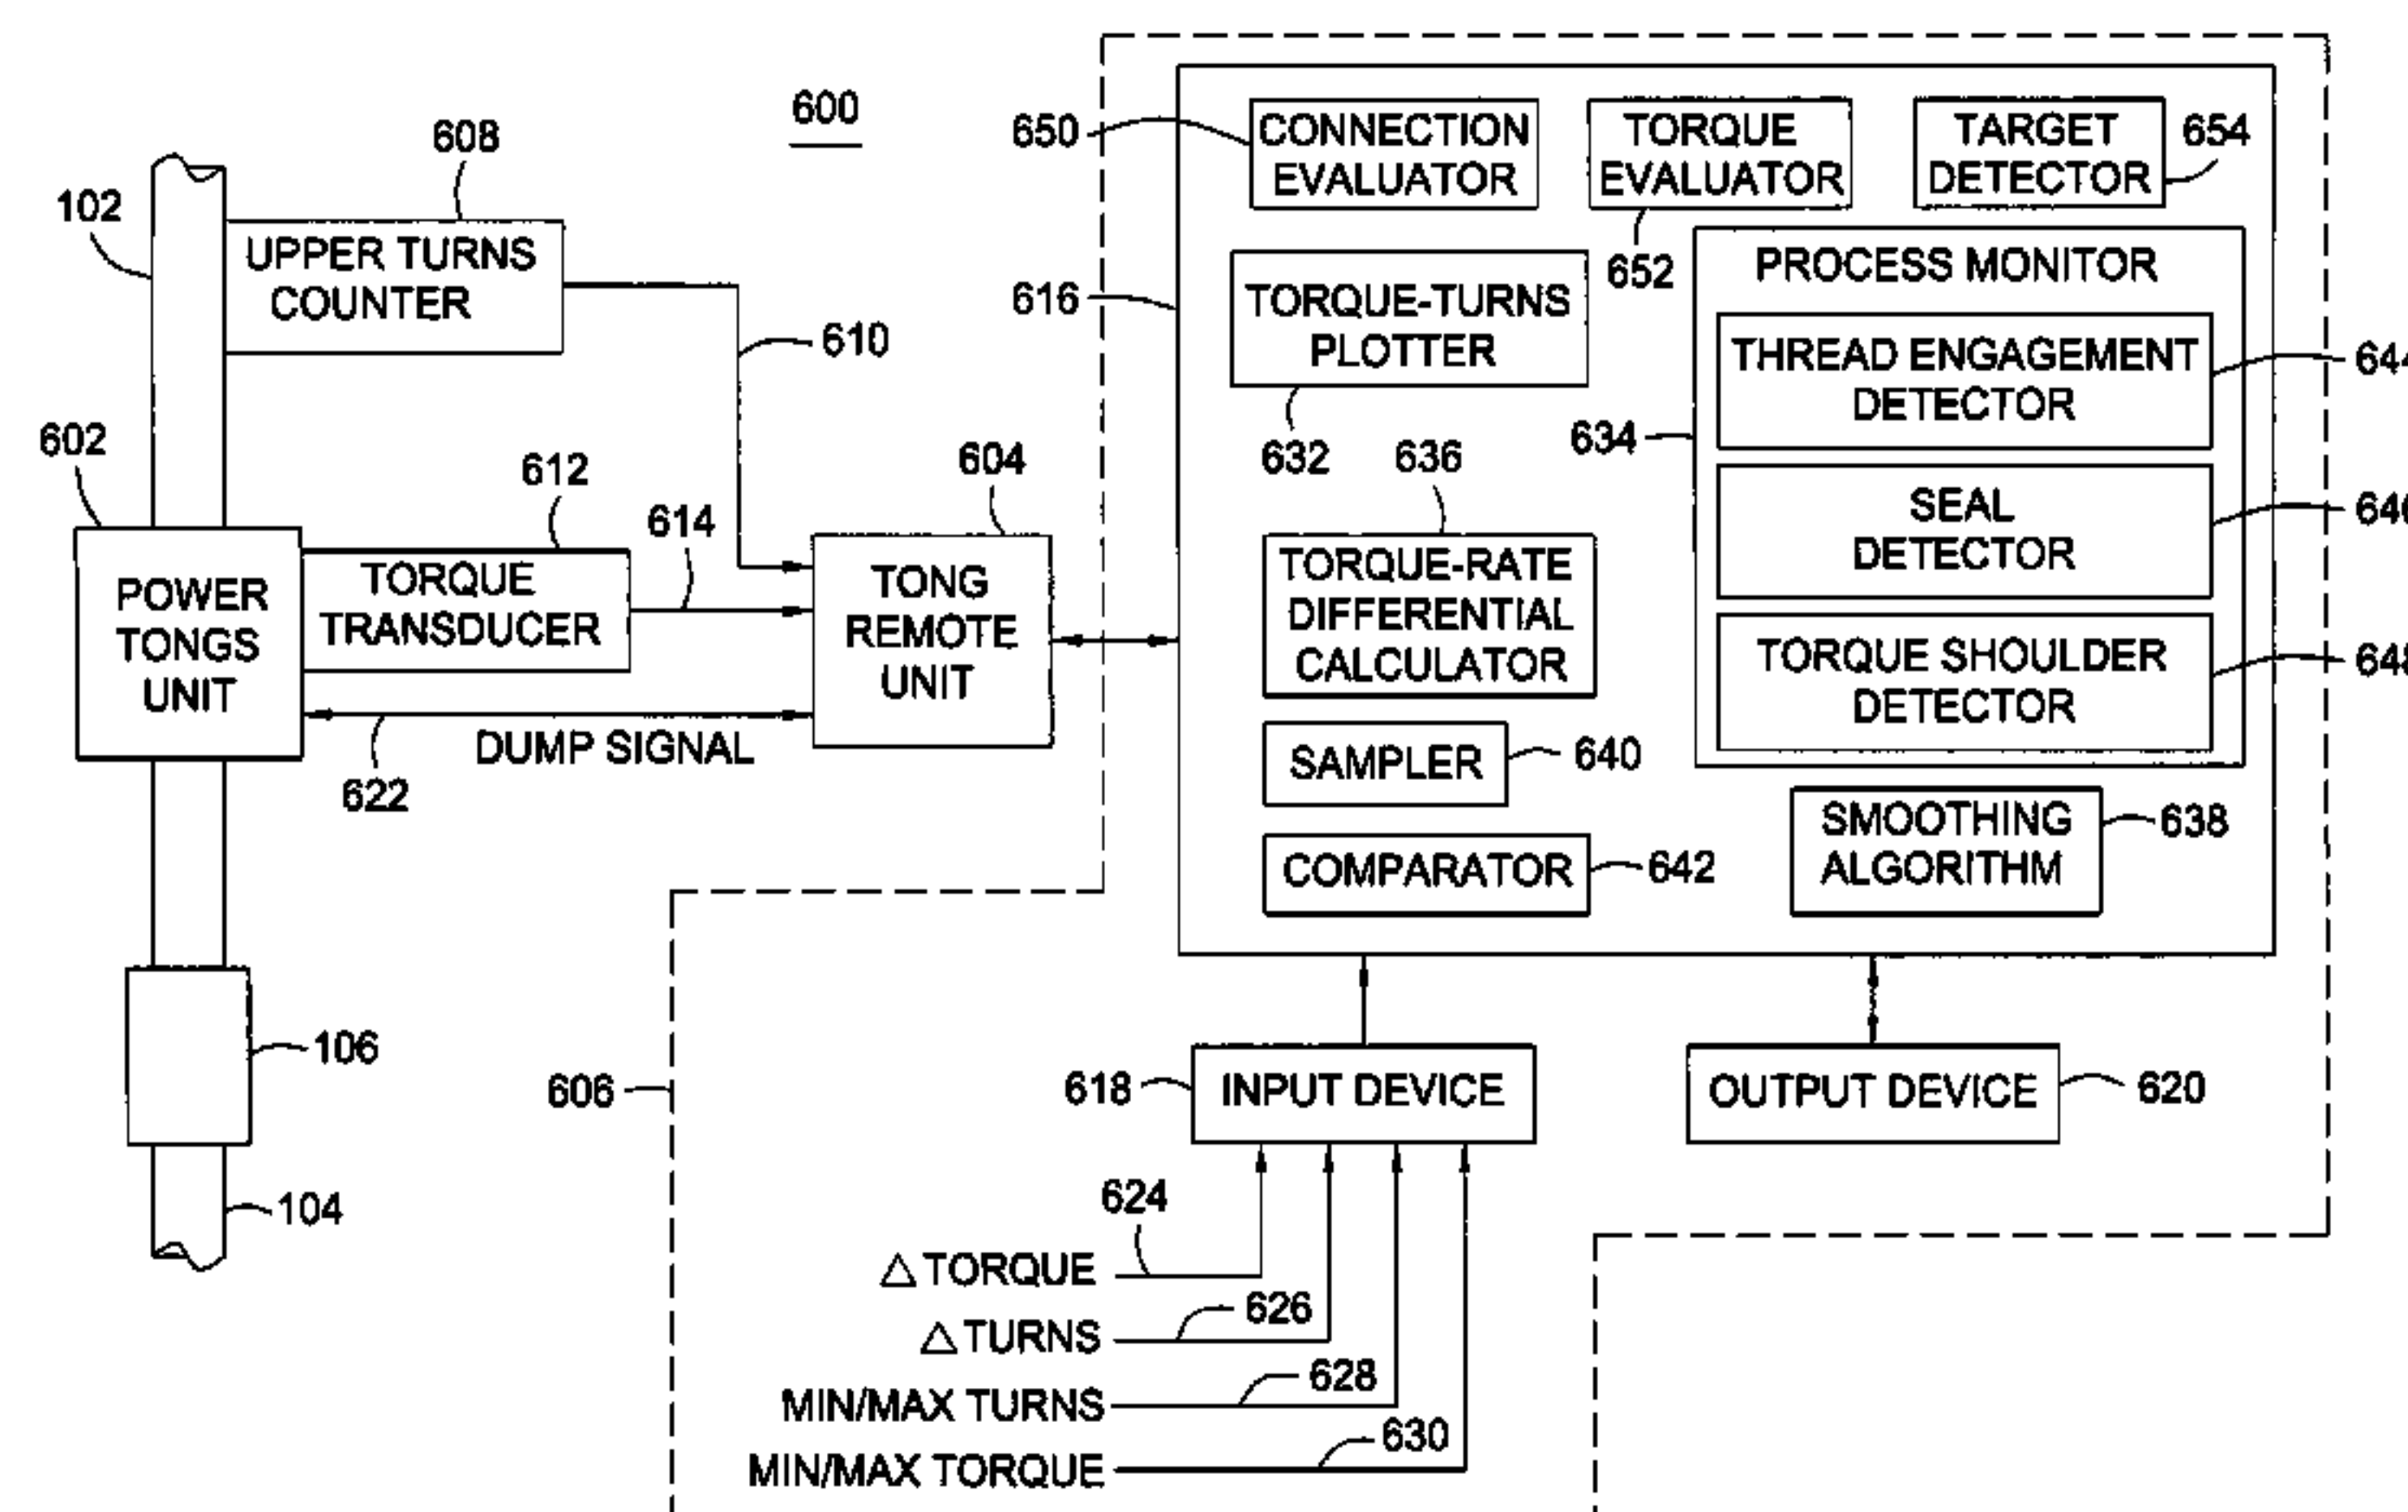 600
608
102
UPPER TURNS
COUNTER
610
602
612
614
604
POWER
TONGS
UNIT
TORQUE
TRANSDUCER
TONG
REMOTE
UNIT
DUMP SIGNAL
622
106
104
606
650
CONNECTION
EVALUATOR
TORQUE
EVALUATOR
652
TARGET
DETECTOR
654
616
TORQUE-TURNS
PLOTTER
632
PROCESS MONITOR
634
THREAD ENGAGEMENT
DETECTOR
644
SEAL
DETECTOR
646
TORQUE SHOULDER
DETECTOR
648
636
TORQUE-RATE
DIFFERENTIAL
CALCULATOR
SAMPLER
640
COMPARATOR
642
SMOOTHING
ALGORITHM
638
618
INPUT DEVICE
OUTPUT DEVICE
620
624
△ TORQUE
626
△ TURNS
628
MIN/MAX TURNS
630
MIN/MAX TORQUE